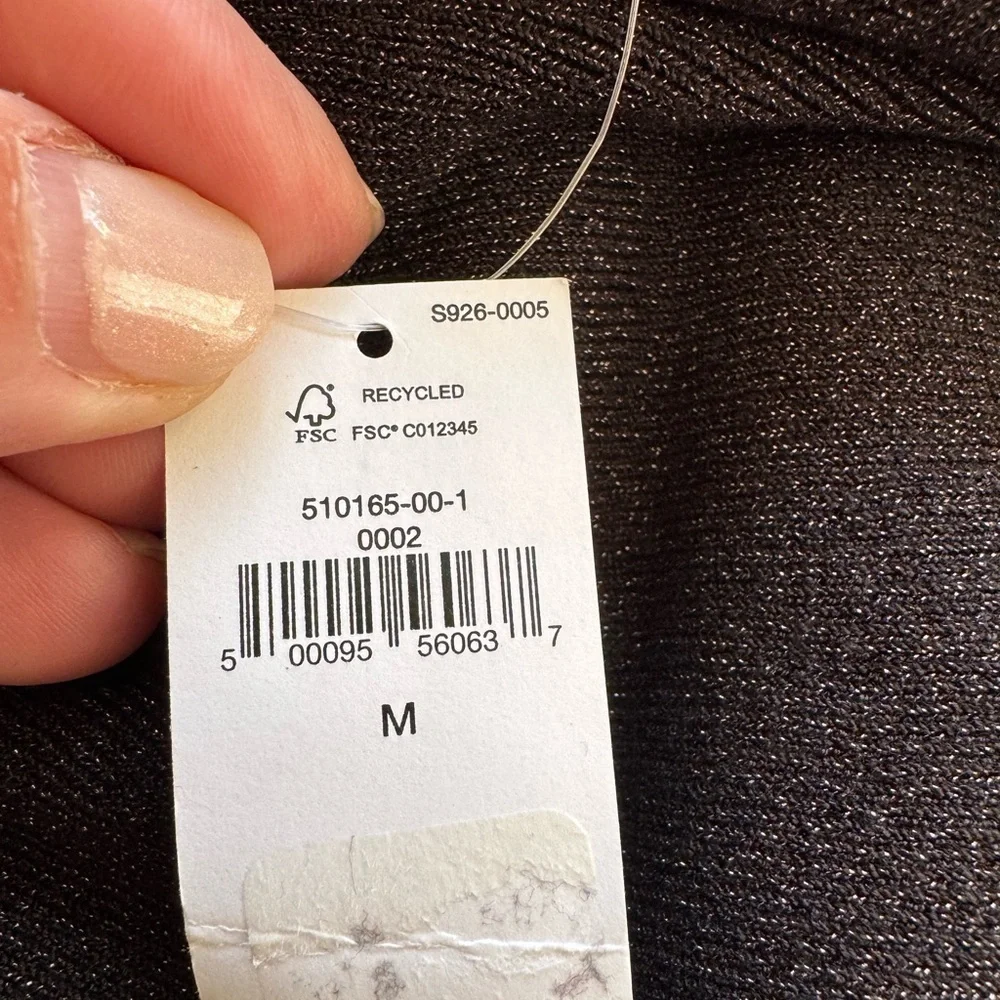 S926-0005
RECYCLED
FSC FSC® C012345
510165-00-1
0002
5 00095 56063 7
M